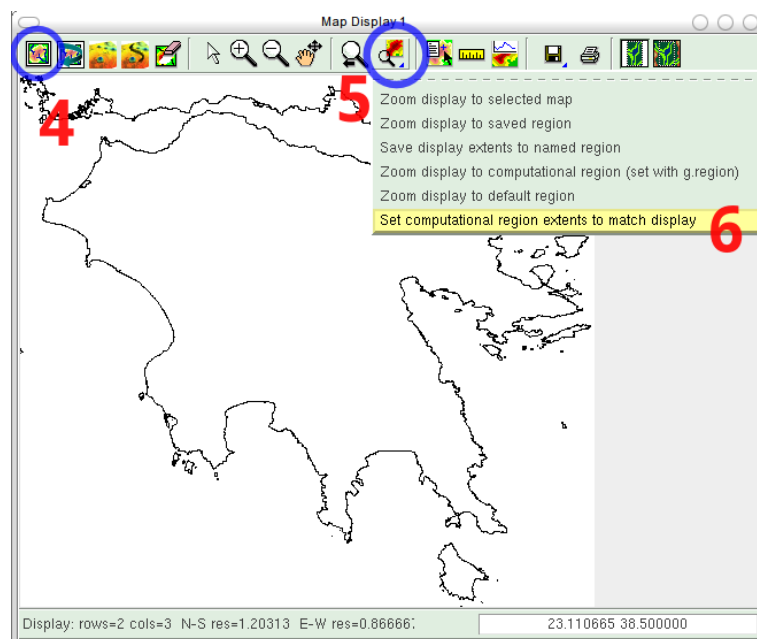 Map Display 1
4
5
Zoom display to selected map
Zoom display to saved region
Save display extents to named region
Zoom display to computational region (set with g.region)
Zoom display to default region
Set computational region extents to match display
6
Display: rows=2 cols=3 N-S res=1.20313 E-W res=0.86666
23.110665 38.500000